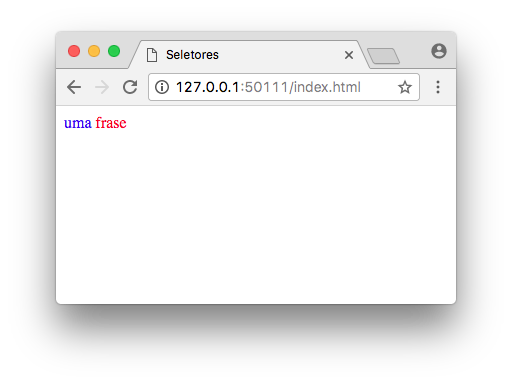 Seletores
127.0.0.1:50111/index.html
uma frase